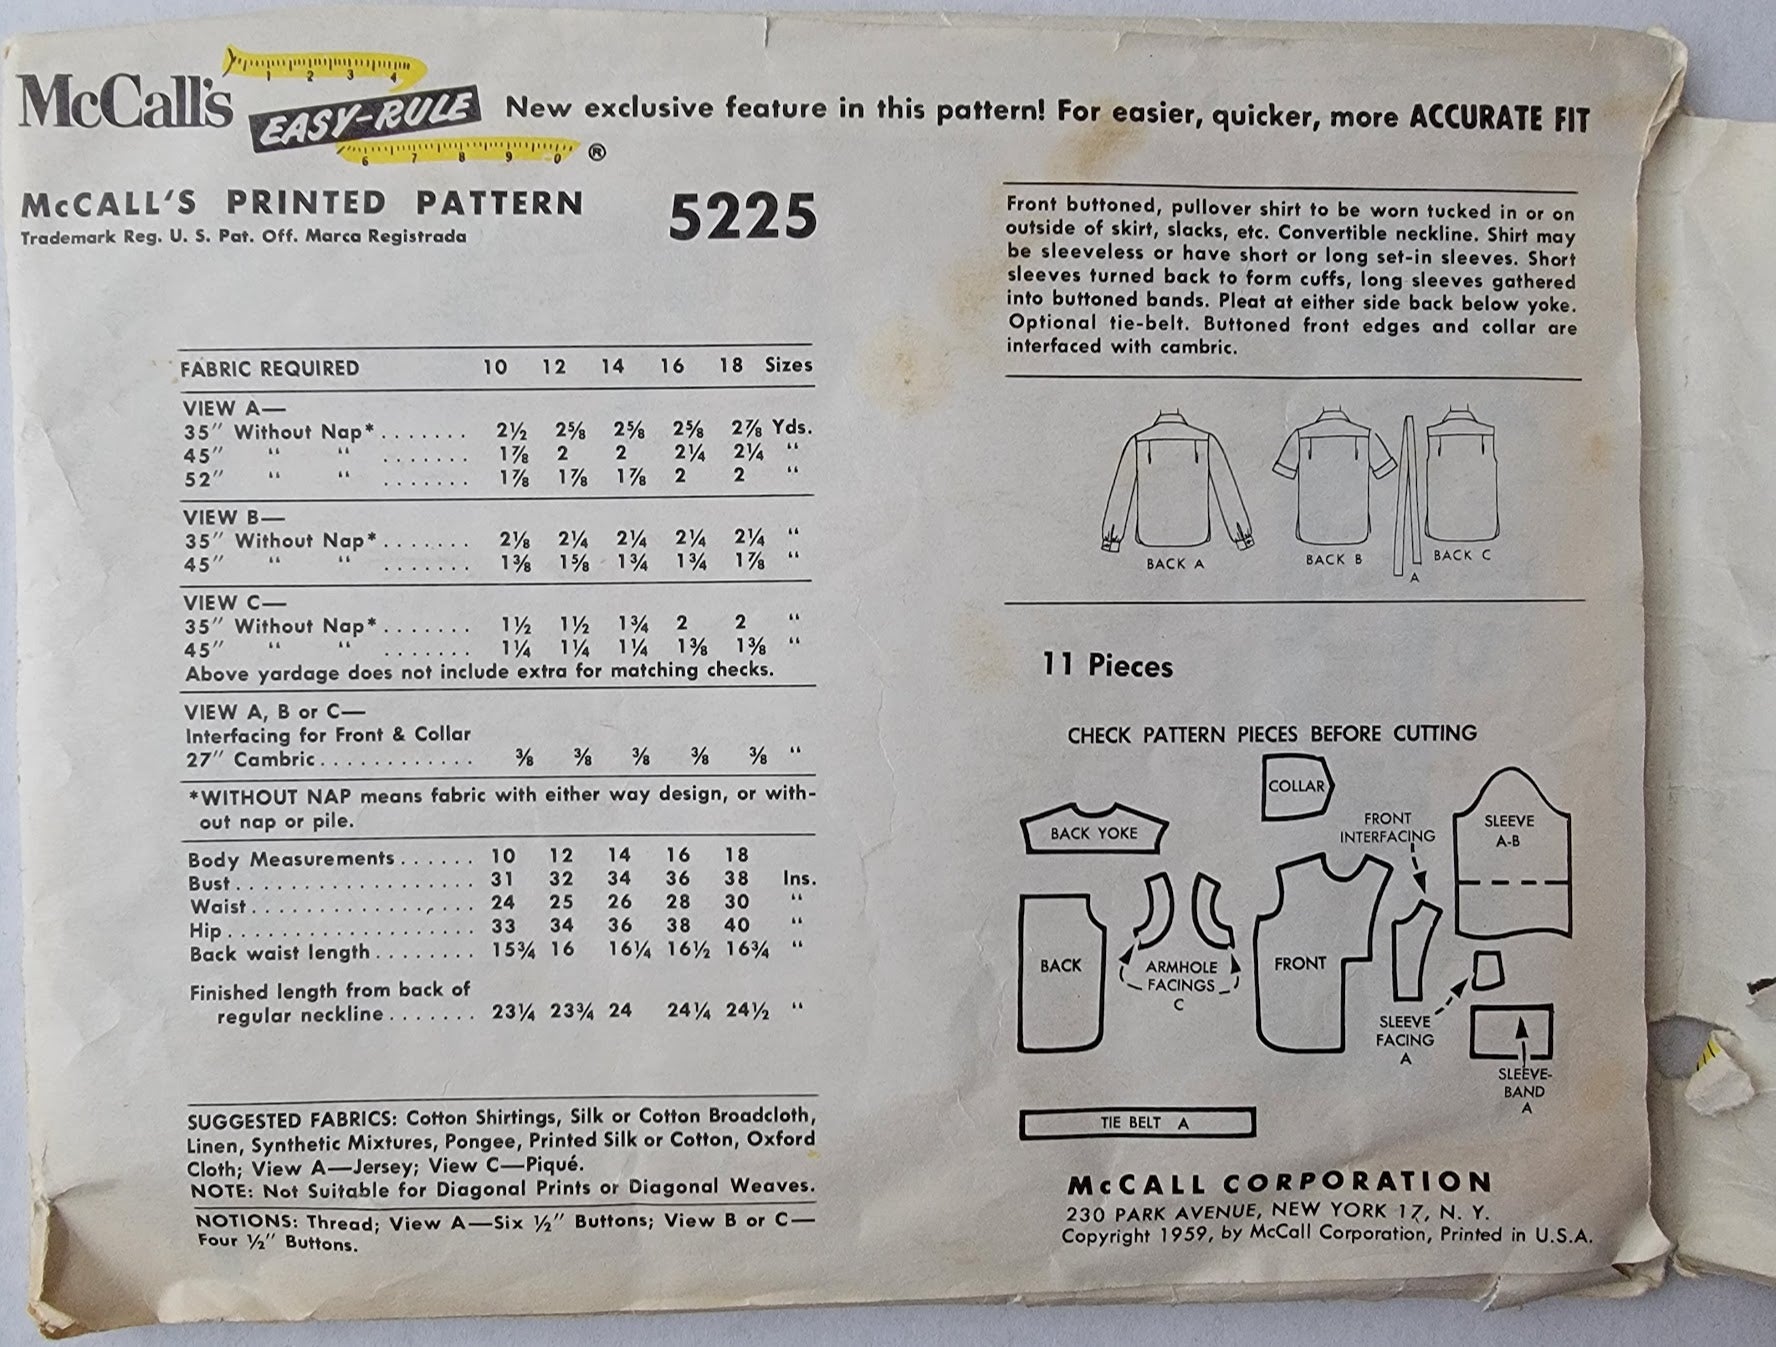 McCall's EASY-RULE ® New exclusive feature in this pattern! For easier, quicker, more ACCURATE FIT
1 2 3 4
6 7 8 9 0
McCALL'S PRINTED PATTERN 5225
Trademark Reg. U. S. Pat. Off. Marca Registrada
FABRIC REQUIRED 10 12 14 16 18 Sizes
VIEW A—
35″ Without Nap*....... 2½ 2⅝ 2⅝ 2⅝ 2⅞ Yds.
45″ “ “ ....... 1⅞ 2 2 2¼ 2¼ “
52″ “ “ ....... 1⅞ 1⅞ 1⅞ 2 2 “
VIEW B—
35″ Without Nap*....... 2⅛ 2¼ 2¼ 2¼ 2¼ “
45″ “ “ ....... 1⅜ 1⅝ 1¾ 1¾ 1⅞ “
VIEW C—
35″ Without Nap*....... 1½ 1½ 1¾ 2 2 “
45″ “ “ ....... 1¼ 1¼ 1¼ 1⅜ 1⅜ “
Above yardage does not include extra for matching checks.
VIEW A, B or C—
Interfacing for Front & Collar
27″ Cambric............ ⅜ ⅜ ⅜ ⅜ ⅜ “
*WITHOUT NAP means fabric with either way design, or with-
out nap or pile.
Body Measurements...... 10 12 14 16 18
Bust................... 31 32 34 36 38 Ins.
Waist.................. 24 25 26 28 30 “
Hip.................... 33 34 36 38 40 “
Back waist length........ 15¾ 16 16¼ 16½ 16¾ “
Finished length from back of
regular neckline....... 23¼ 23¾ 24 24¼ 24½ “
SUGGESTED FABRICS: Cotton Shirtings, Silk or Cotton Broadcloth,
Linen, Synthetic Mixtures, Pongee, Printed Silk or Cotton, Oxford
Cloth; View A—Jersey; View C—Piqué.
NOTE: Not Suitable for Diagonal Prints or Diagonal Weaves.
NOTIONS: Thread; View A—Six ½″ Buttons; View B or C—
Four ½″ Buttons.
Front buttoned, pullover shirt to be worn tucked in or on
outside of skirt, slacks, etc. Convertible neckline. Shirt may
be sleeveless or have short or long set-in sleeves. Short
sleeves turned back to form cuffs, long sleeves gathered
into buttoned bands. Pleat at either side back below yoke.
Optional tie-belt. Buttoned front edges and collar are
interfaced with cambric.
BACK A
BACK B
A
BACK C
11 Pieces
CHECK PATTERN PIECES BEFORE CUTTING
COLLAR
BACK YOKE
FRONT
INTERFACING
SLEEVE
A-B
BACK
ARMHOLE
FACINGS
C
FRONT
SLEEVE
FACING
A
SLEEVE-
BAND
A
TIE BELT A
McCALL CORPORATION
230 PARK AVENUE, NEW YORK 17, N. Y.
Copyright 1959, by McCall Corporation, Printed in U.S.A.